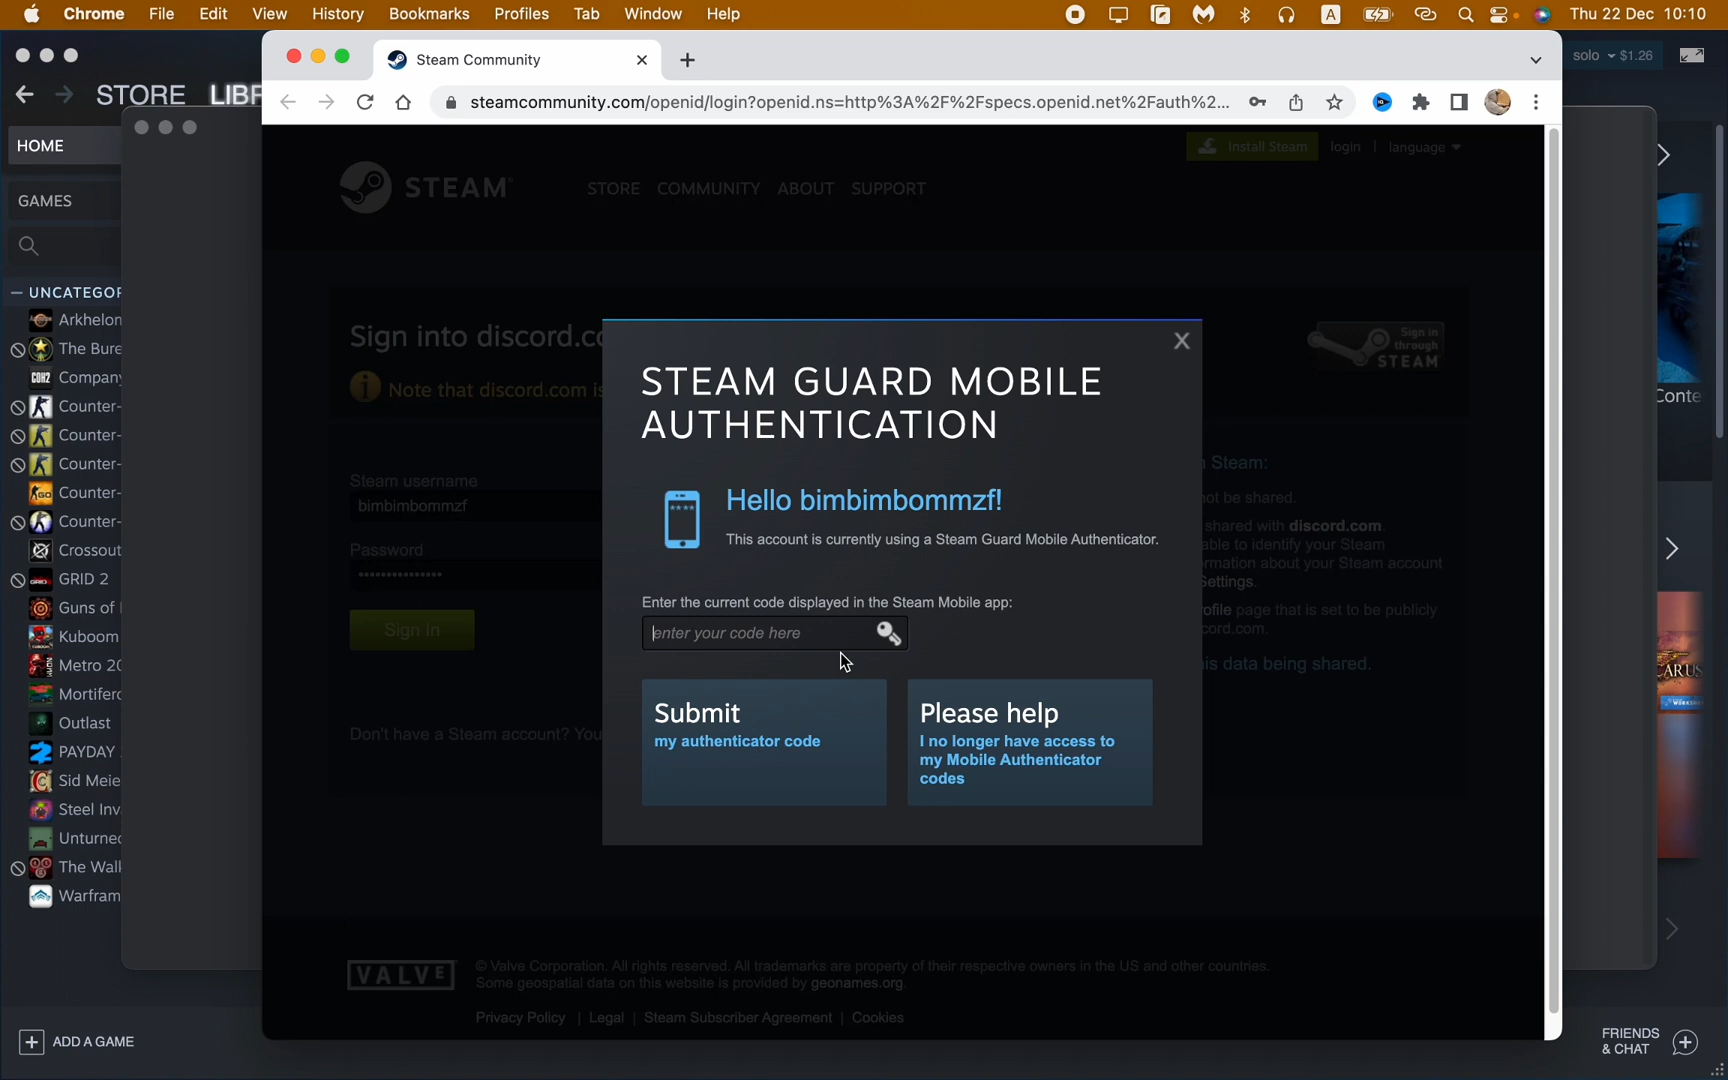 Chrome File Edit View History Bookmarks Profiles Tab Window Help
A Thu 22 Dec 10:10
STORE LIBR
solo $1.26
Steam Community
steamcommunity.com/openid/login?openid.ns=http%3A%2F%2Fspecs.openid.net%2Fauth%2...
HOME
GAMES
UNCATEGOR
Arkhelon
The Bure
COH2 Company
Counter-
Counter-
Counter-
Counter-
Counter-
Crossout
GRID 2
Guns of
Kuboom
Metro 20
Mortifero
Outlast
PAYDAY
Sid Meie
Steel Inv
Unturned
The Walk
Warfram
ADD A GAME
Install Steam login | language
STEAM
STORE COMMUNITY ABOUT SUPPORT
Sign into discord.co
Note that discord.com is
Sign in
through
STEAM
Steam username
bimbimbommzf
Password
Sign In
Don't have a Steam account? You
STEAM GUARD MOBILE
AUTHENTICATION
X
Hello bimbimbommzf!
This account is currently using a Steam Guard Mobile Authenticator.
Enter the current code displayed in the Steam Mobile app:
enter your code here
Submit
my authenticator code
Please help
I no longer have access to
my Mobile Authenticator
codes
Steam:
not be shared.
shared with discord.com.
able to identify your Steam
ormation about your Steam account
Settings.
ofile page that is set to be publicly
cord.com.
is data being shared.
VALVE
© Valve Corporation. All rights reserved. All trademarks are property of their respective owners in the US and other countries.
Some geospatial data on this website is provided by geonames.org.
Privacy Policy | Legal | Steam Subscriber Agreement | Cookies
Conte
ARUS
FRIENDS
& CHAT